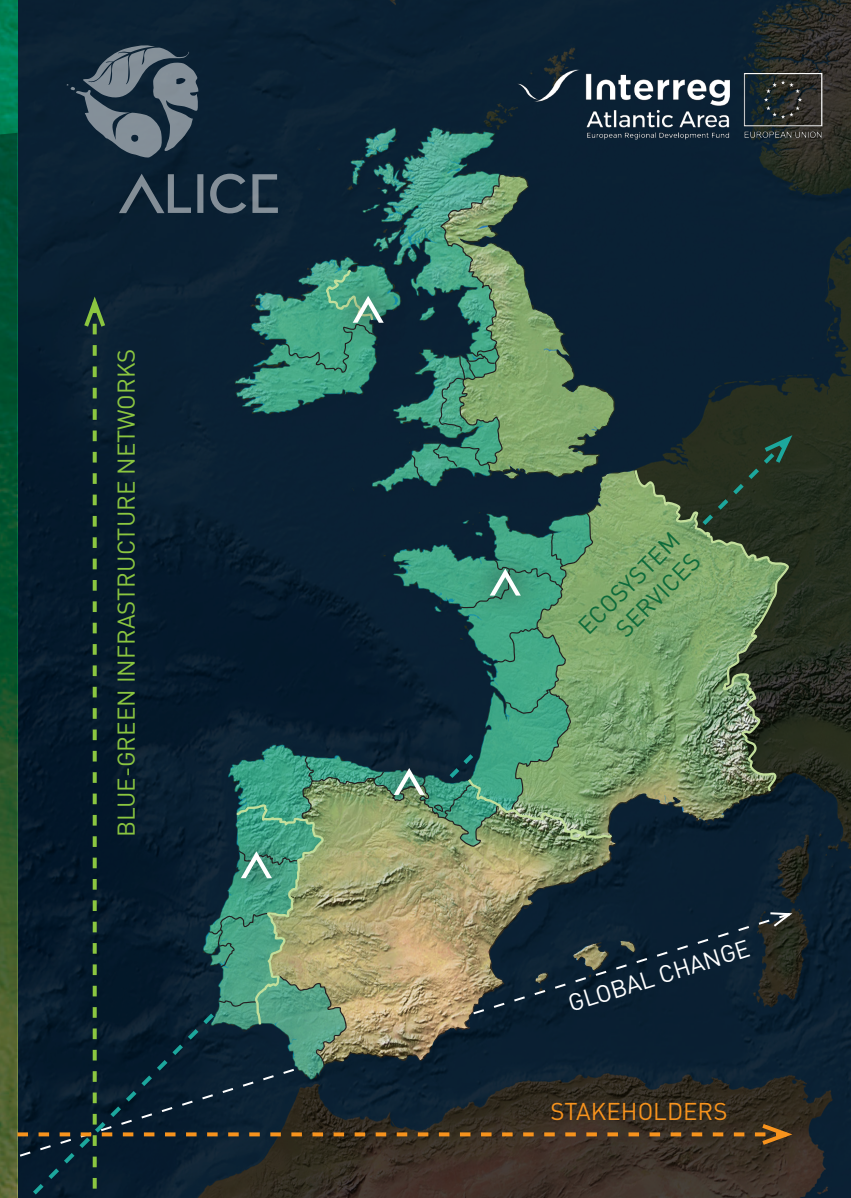 ALICE
Interreg
Atlantic Area
European Regional Development Fund
EUROPEAN UNION
BLUE-GREEN INFRASTRUCTURE NETWORKS
ECOSYSTEM
SERVICES
GLOBAL CHANGE
STAKEHOLDERS